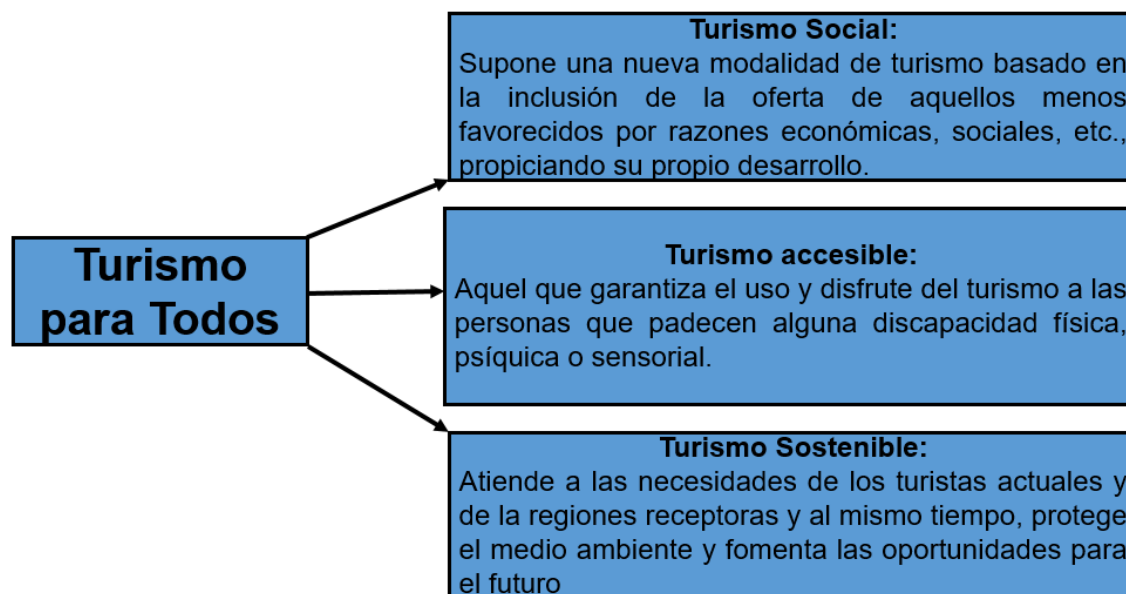 Turismo
para Todos
Turismo Social:
Supone una nueva modalidad de turismo basado en
la inclusión de la oferta de aquellos menos
favorecidos por razones económicas, sociales, etc.,
propiciando su propio desarrollo.
Turismo accesible:
Aquel que garantiza el uso y disfrute del turismo a las
personas que padecen alguna discapacidad física,
psíquica o sensorial.
Turismo Sostenible:
Atiende a las necesidades de los turistas actuales y
de la regiones receptoras y al mismo tiempo, protege
el medio ambiente y fomenta las oportunidades para
el futuro